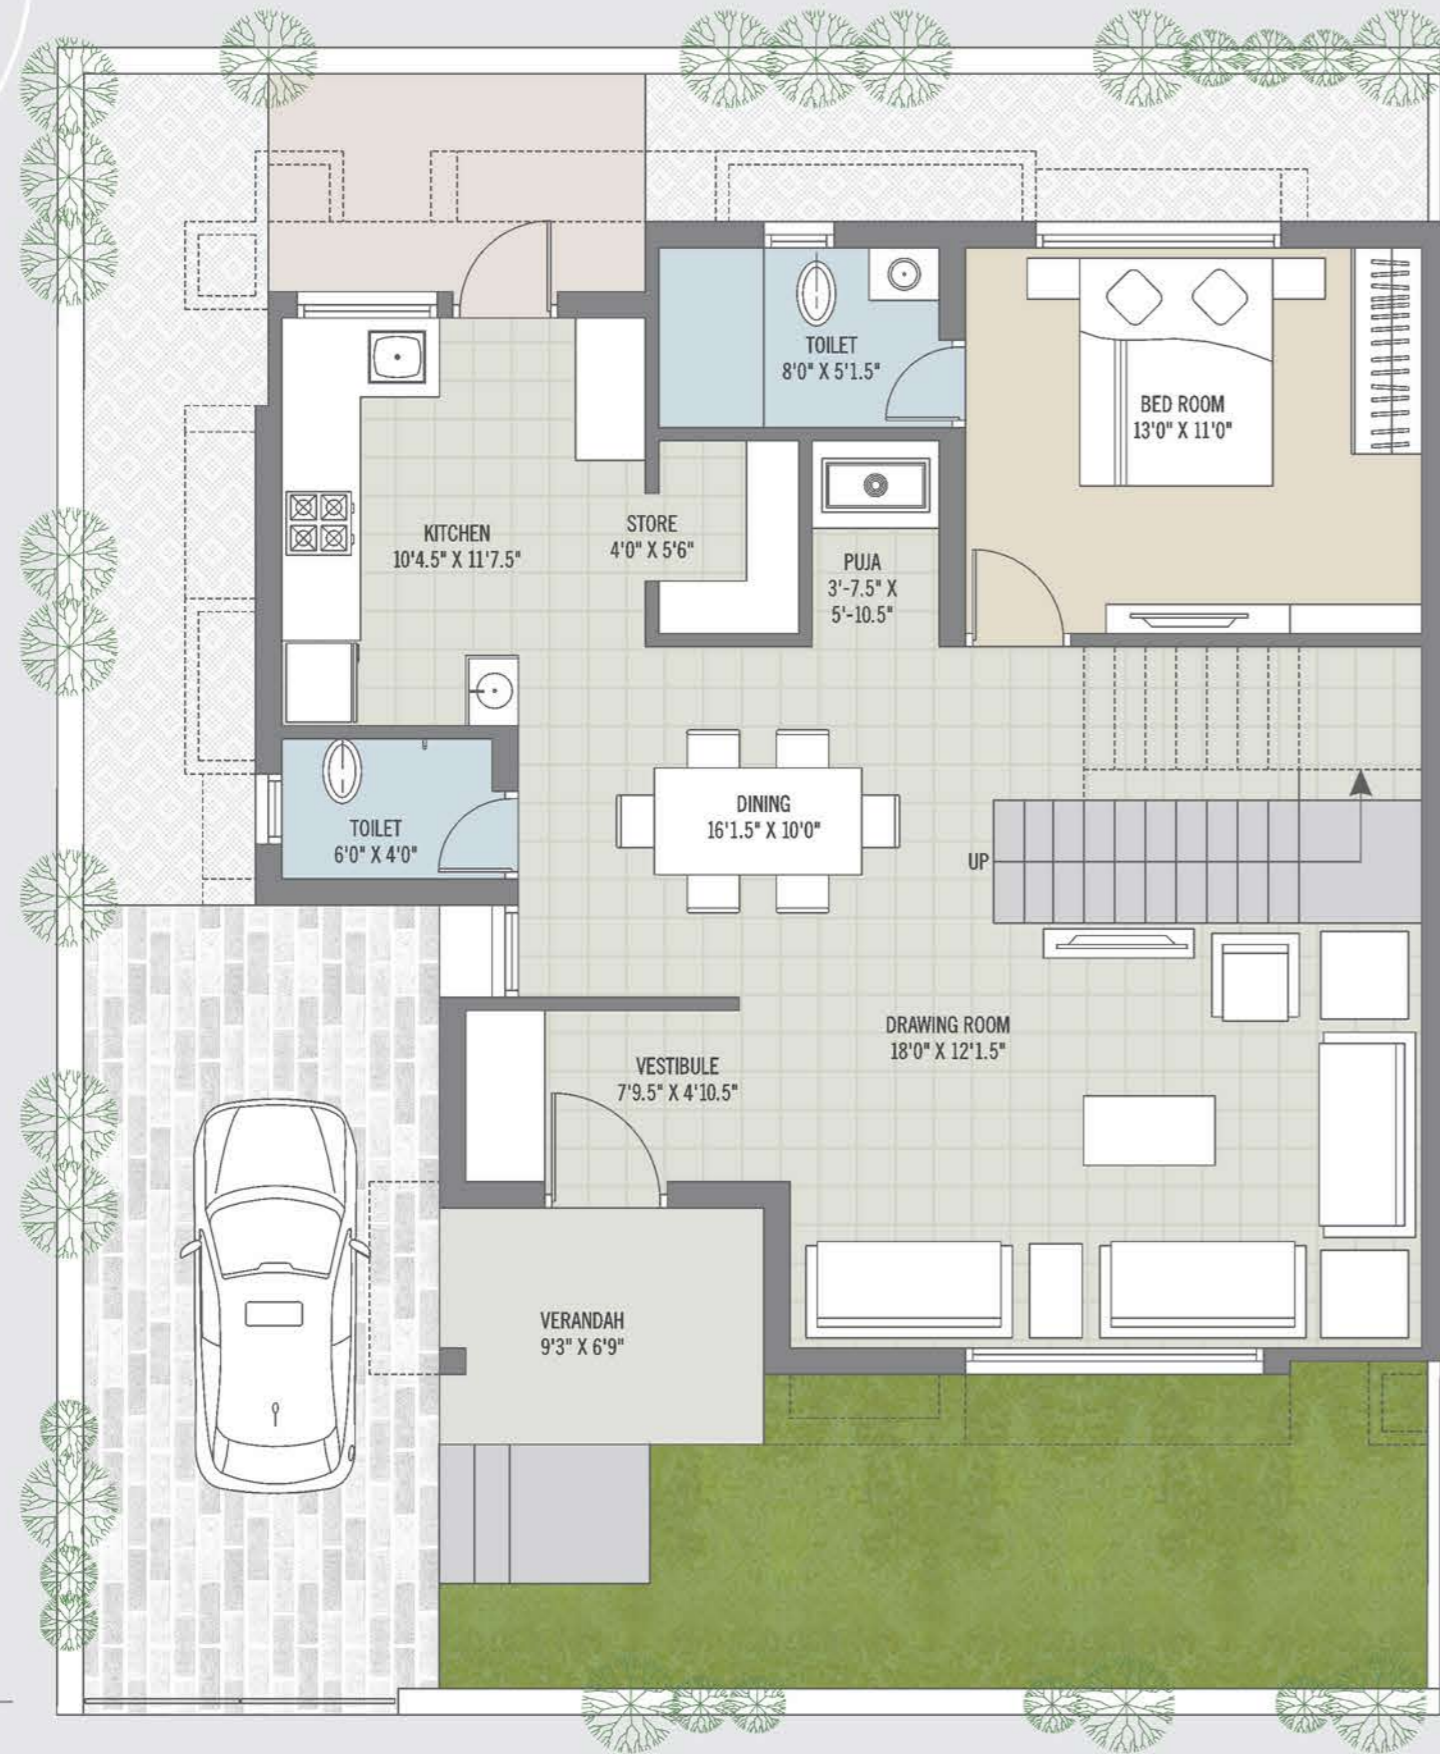 TOILET
8'0" X 5'1.5"
BED ROOM
13'0" X 11'0"
KITCHEN
10'4.5" X 11'7.5"
STORE
4'0" X 5'6"
PUJA
3'-7.5" X
5'-10.5"
TOILET
6'0" X 4'0"
DINING
16'1.5" X 10'0"
UP
DRAWING ROOM
18'0" X 12'1.5"
VESTIBULE
7'9.5" X 4'10.5"
VERANDAH
9'3" X 6'9"